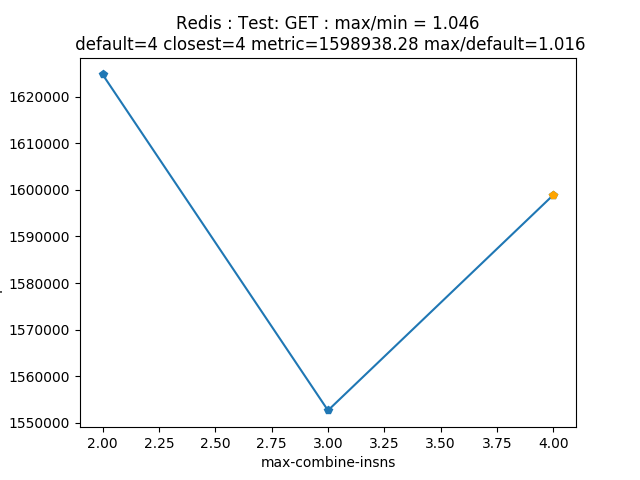 Redis : Test: GET : max/min = 1.046
default=4 closest=4 metric=1598938.28 max/default=1.016
1620000
1610000
1600000
1590000
1580000
1570000
1560000
1550000
2.00 2.25 2.50 2.75 3.00 3.25 3.50 3.75 4.00
max-combine-insns